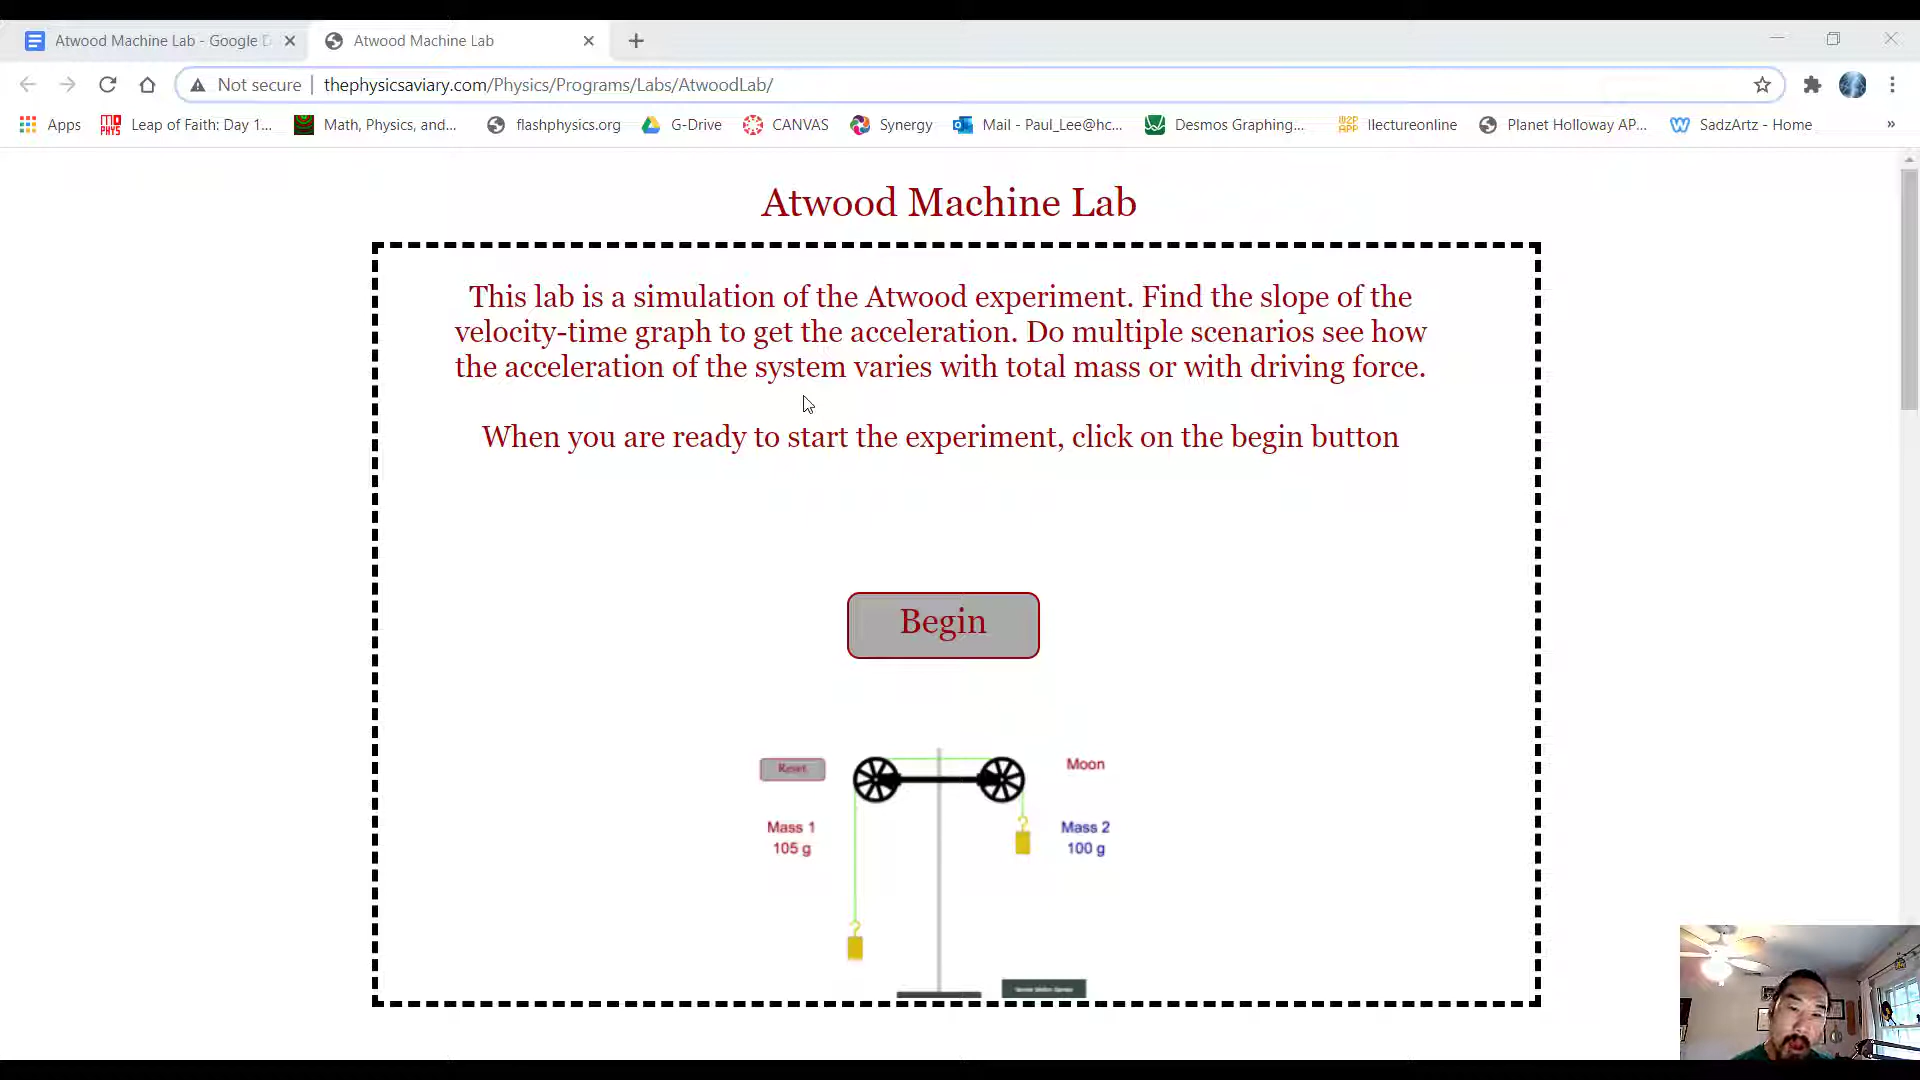 Atwood Machine Lab - Google D
Atwood Machine Lab
Not secure
thephysicsaviary.com/Physics/Programs/Labs/AtwoodLab/
Apps
MO PHYS
Leap of Faith: Day 1...
Math, Physics, and...
flashphysics.org
G-Drive
CANVAS
Synergy
Mail - Paul_Lee@hc...
Desmos Graphing...
W2P APP
llectureonline
Planet Holloway AP...
SadzArtz - Home
»
Atwood Machine Lab
This lab is a simulation of the Atwood experiment. Find the slope of the
velocity-time graph to get the acceleration. Do multiple scenarios see how
the acceleration of the system varies with total mass or with driving force.
When you are ready to start the experiment, click on the begin button
Begin
Reset
Moon
Mass 1
105 g
Mass 2
100 g